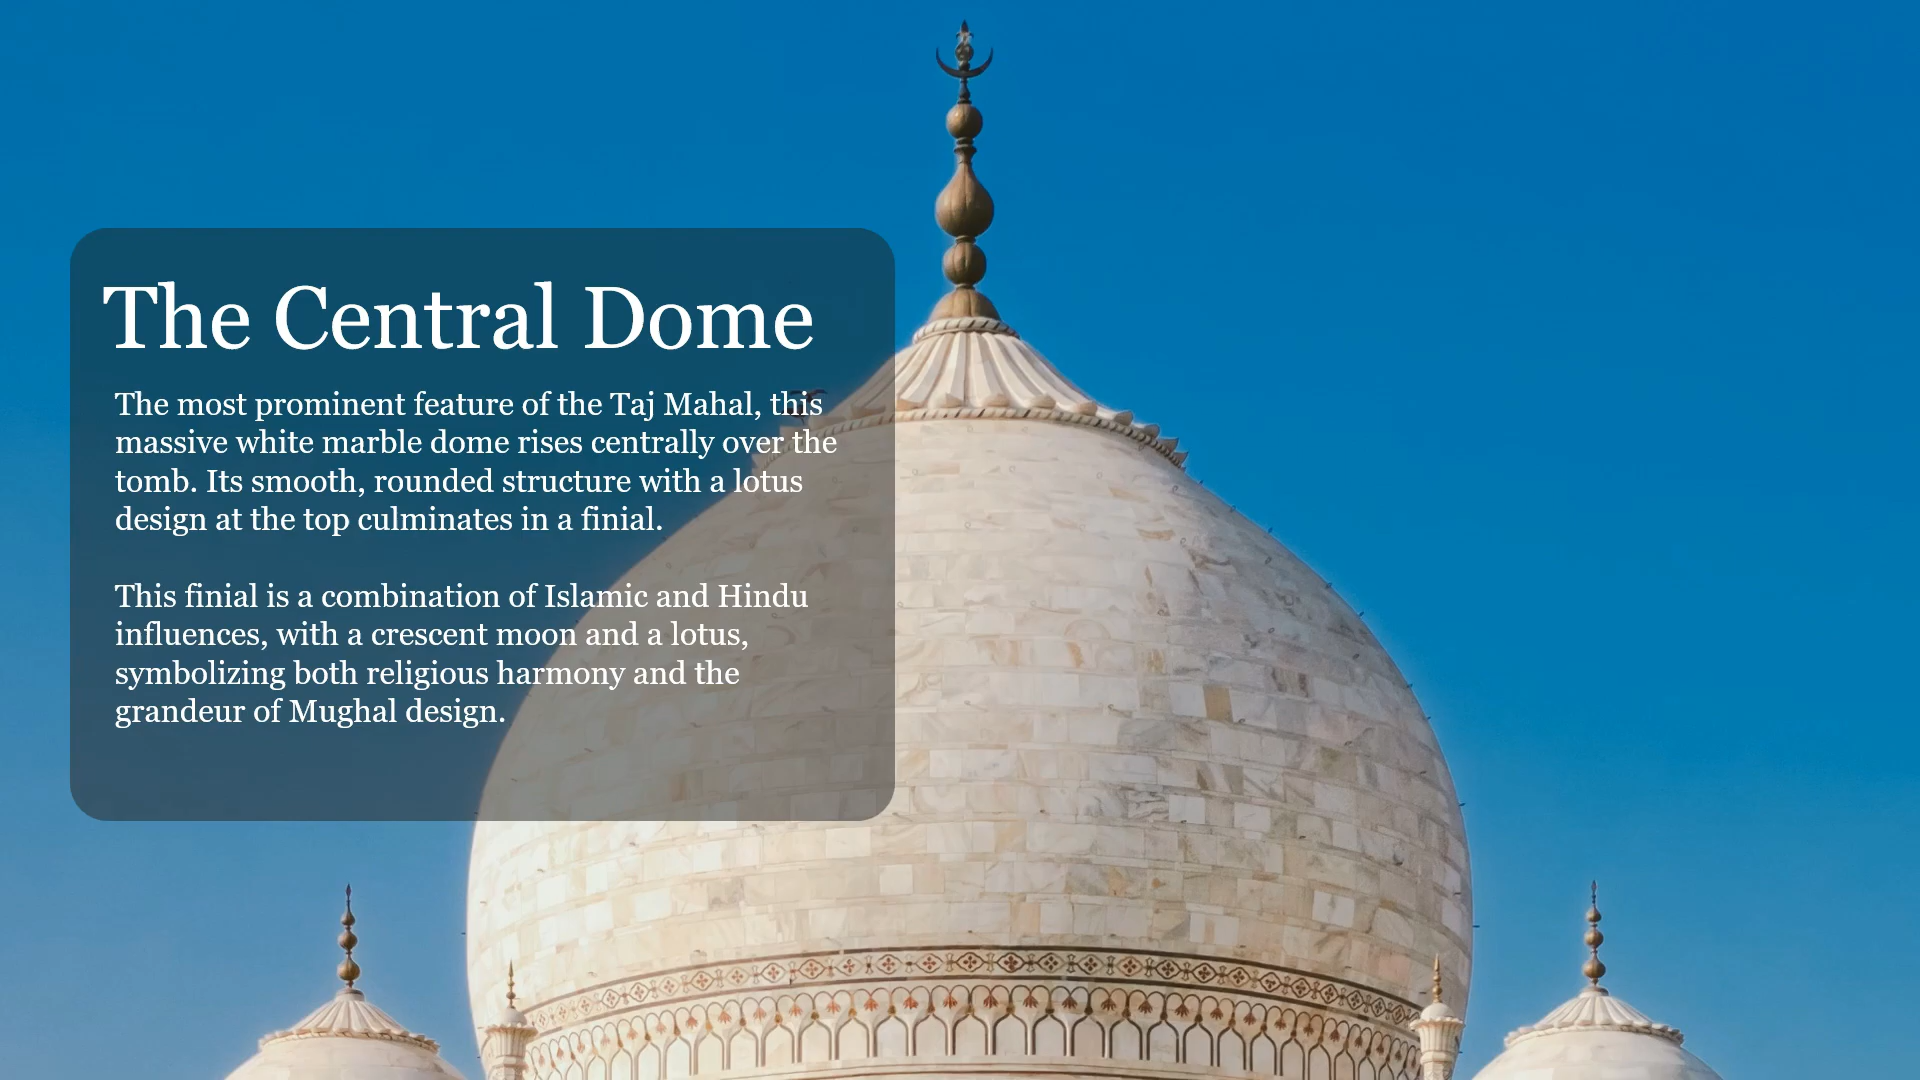 The Central Dome
The most prominent feature of the Taj Mahal, this
massive white marble dome rises centrally over the
tomb. Its smooth, rounded structure with a lotus
design at the top culminates in a finial.
This finial is a combination of Islamic and Hindu
influences, with a crescent moon and a lotus,
symbolizing both religious harmony and the
grandeur of Mughal design.